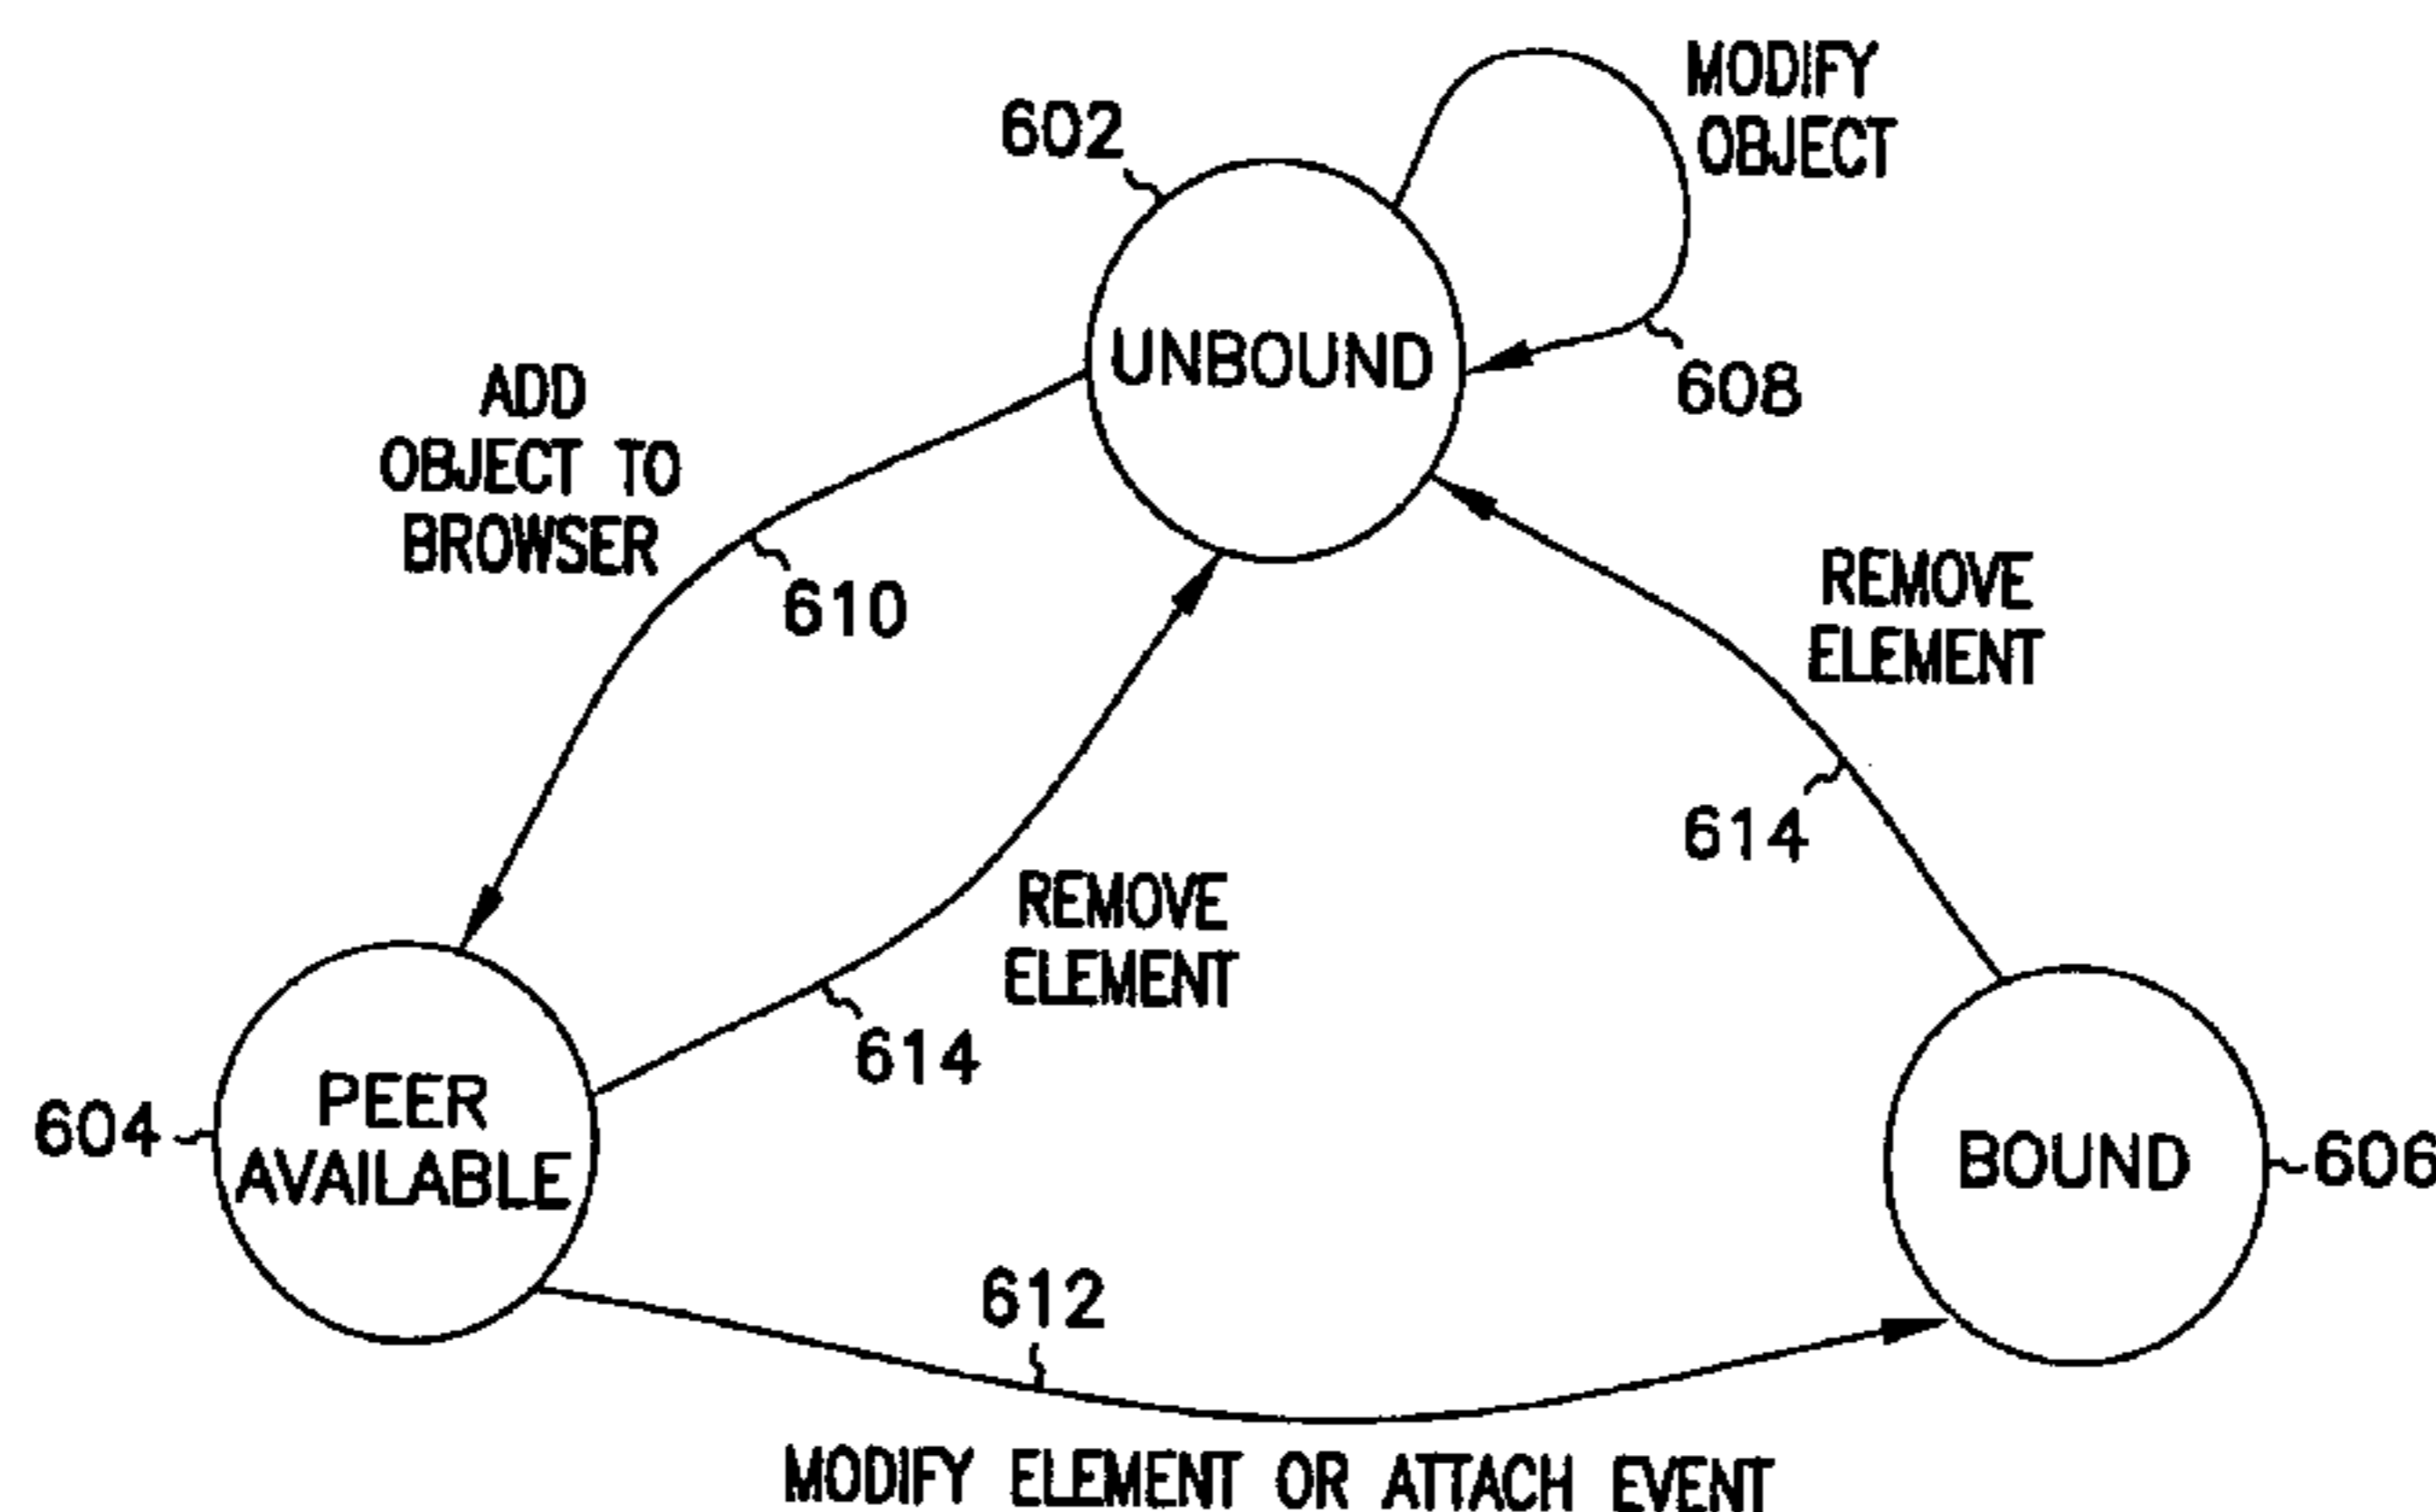 MODIFY
OBJECT
602
UNBOUND
608
ADD
OBJECT TO
BROWSER
610
REMOVE
ELEMENT
614
REMOVE
ELEMENT
614
604
PEER
AVAILABLE
BOUND
606
612
MODIFY ELEMENT OR ATTACH EVENT